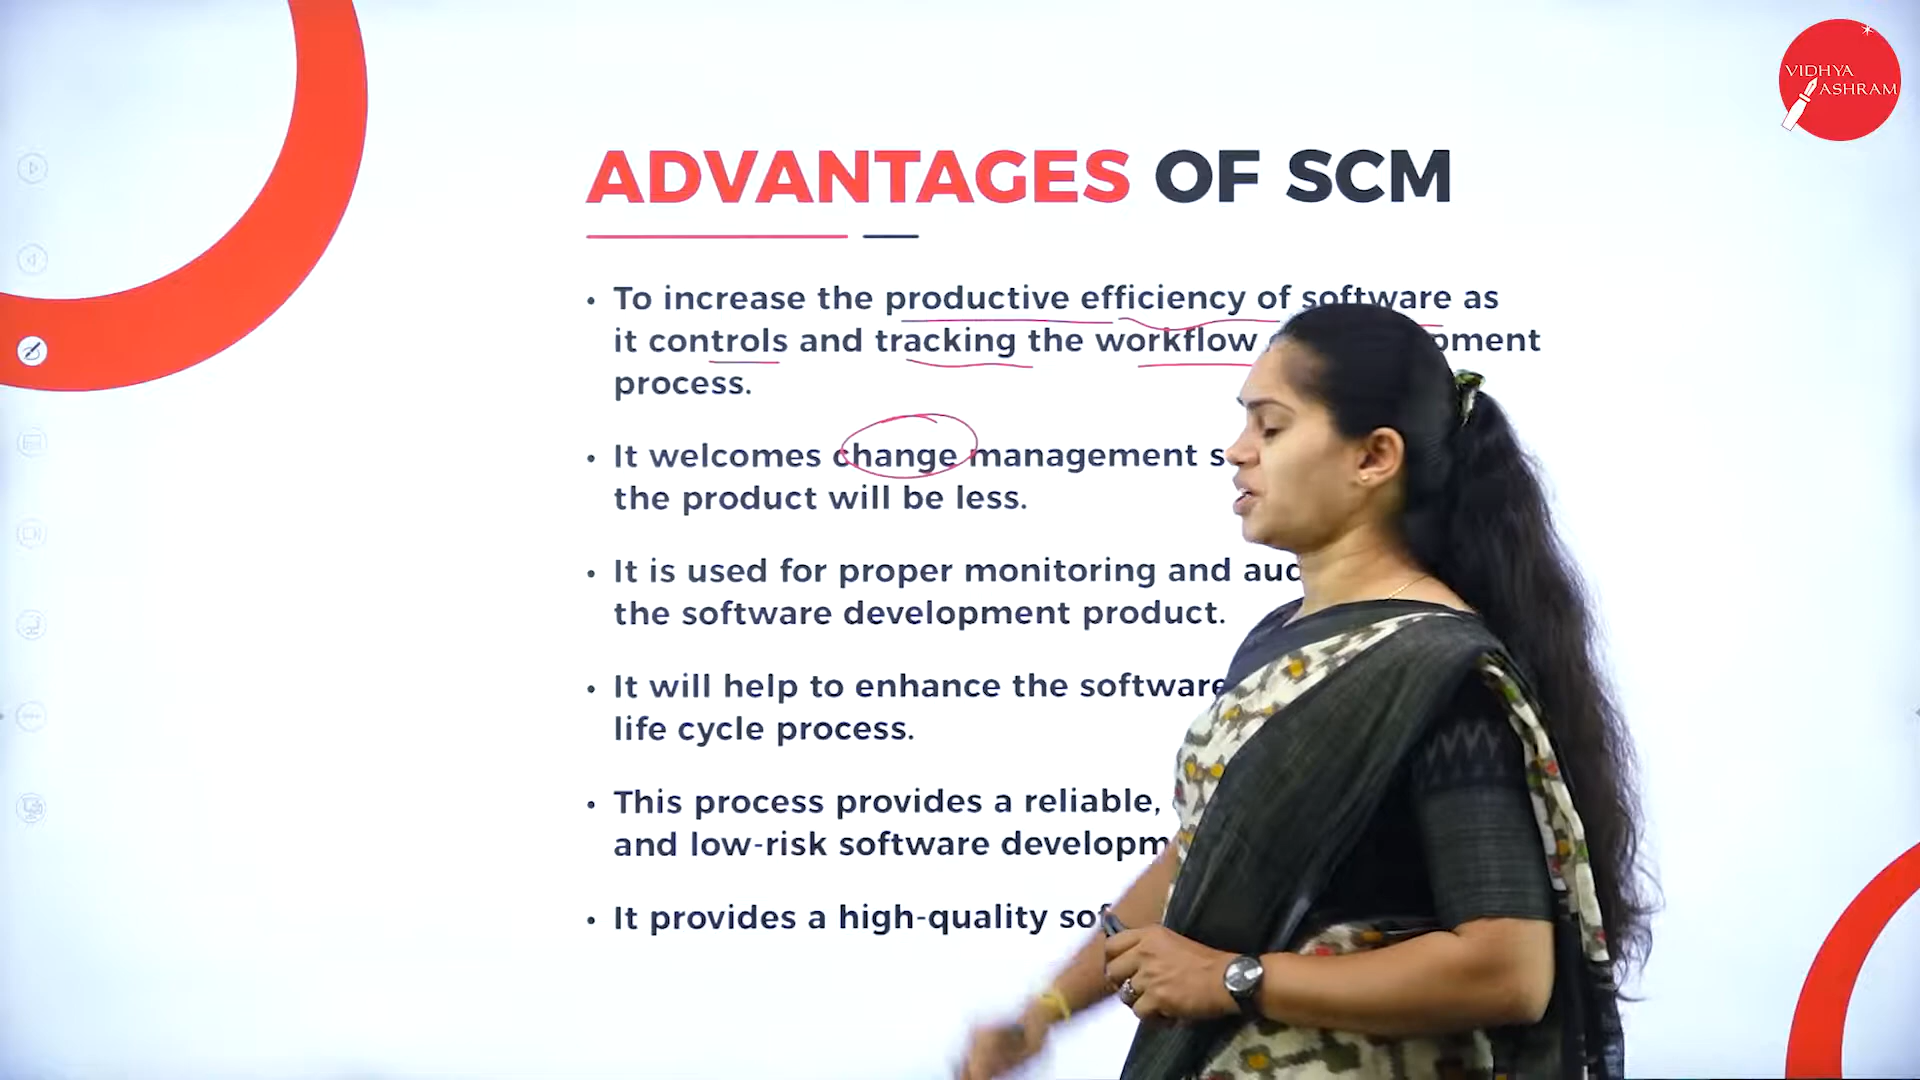 VIDHYA
ASHRAM
ADVANTAGES OF SCM
• To increase the productive efficiency of software as
it controls and tracking the workflow
process.
• It welcomes change management
the product will be less.
• It is used for proper monitoring and
the software development product.
• It will help to enhance the software
life cycle process.
• This process provides a reliable,
and low-risk software
• It provides a high-quality